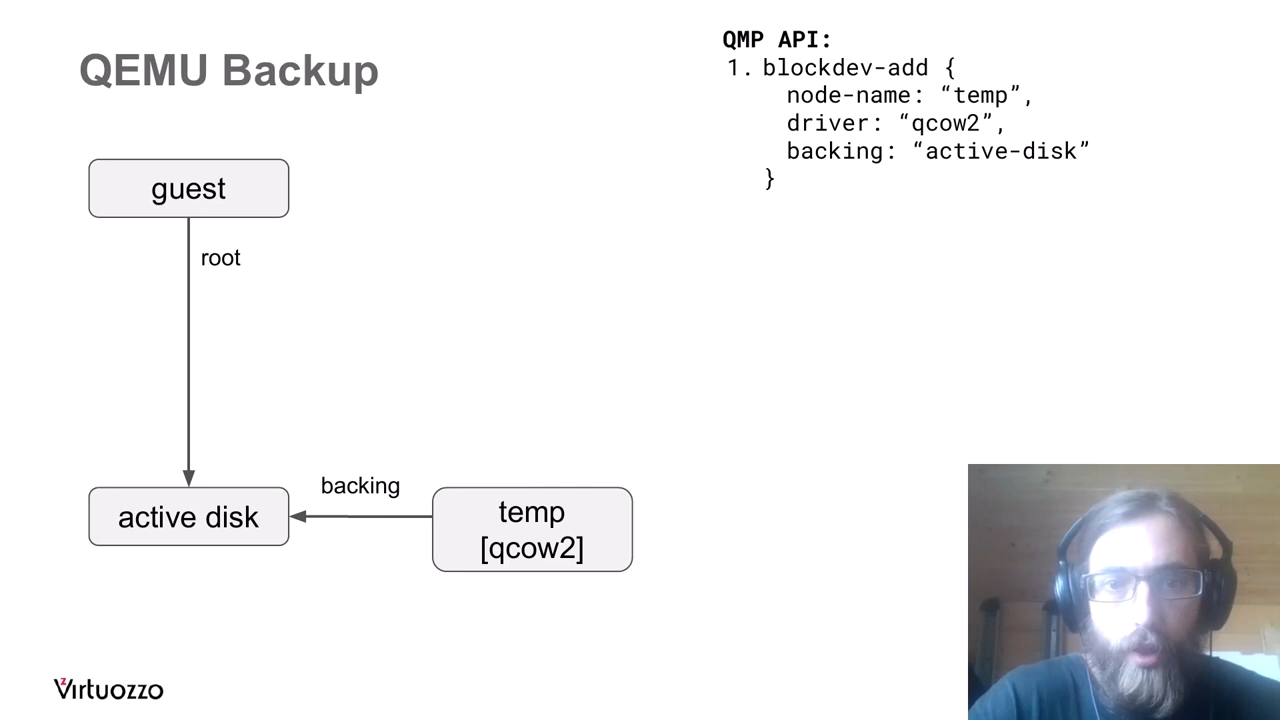 QEMU Backup
guest
root
active disk
backing
temp
[qcow2]
QMP API:
1. blockdev-add {
node-name: “temp”,
driver: “qcow2”,
backing: “active-disk”
}
Virtuozzo